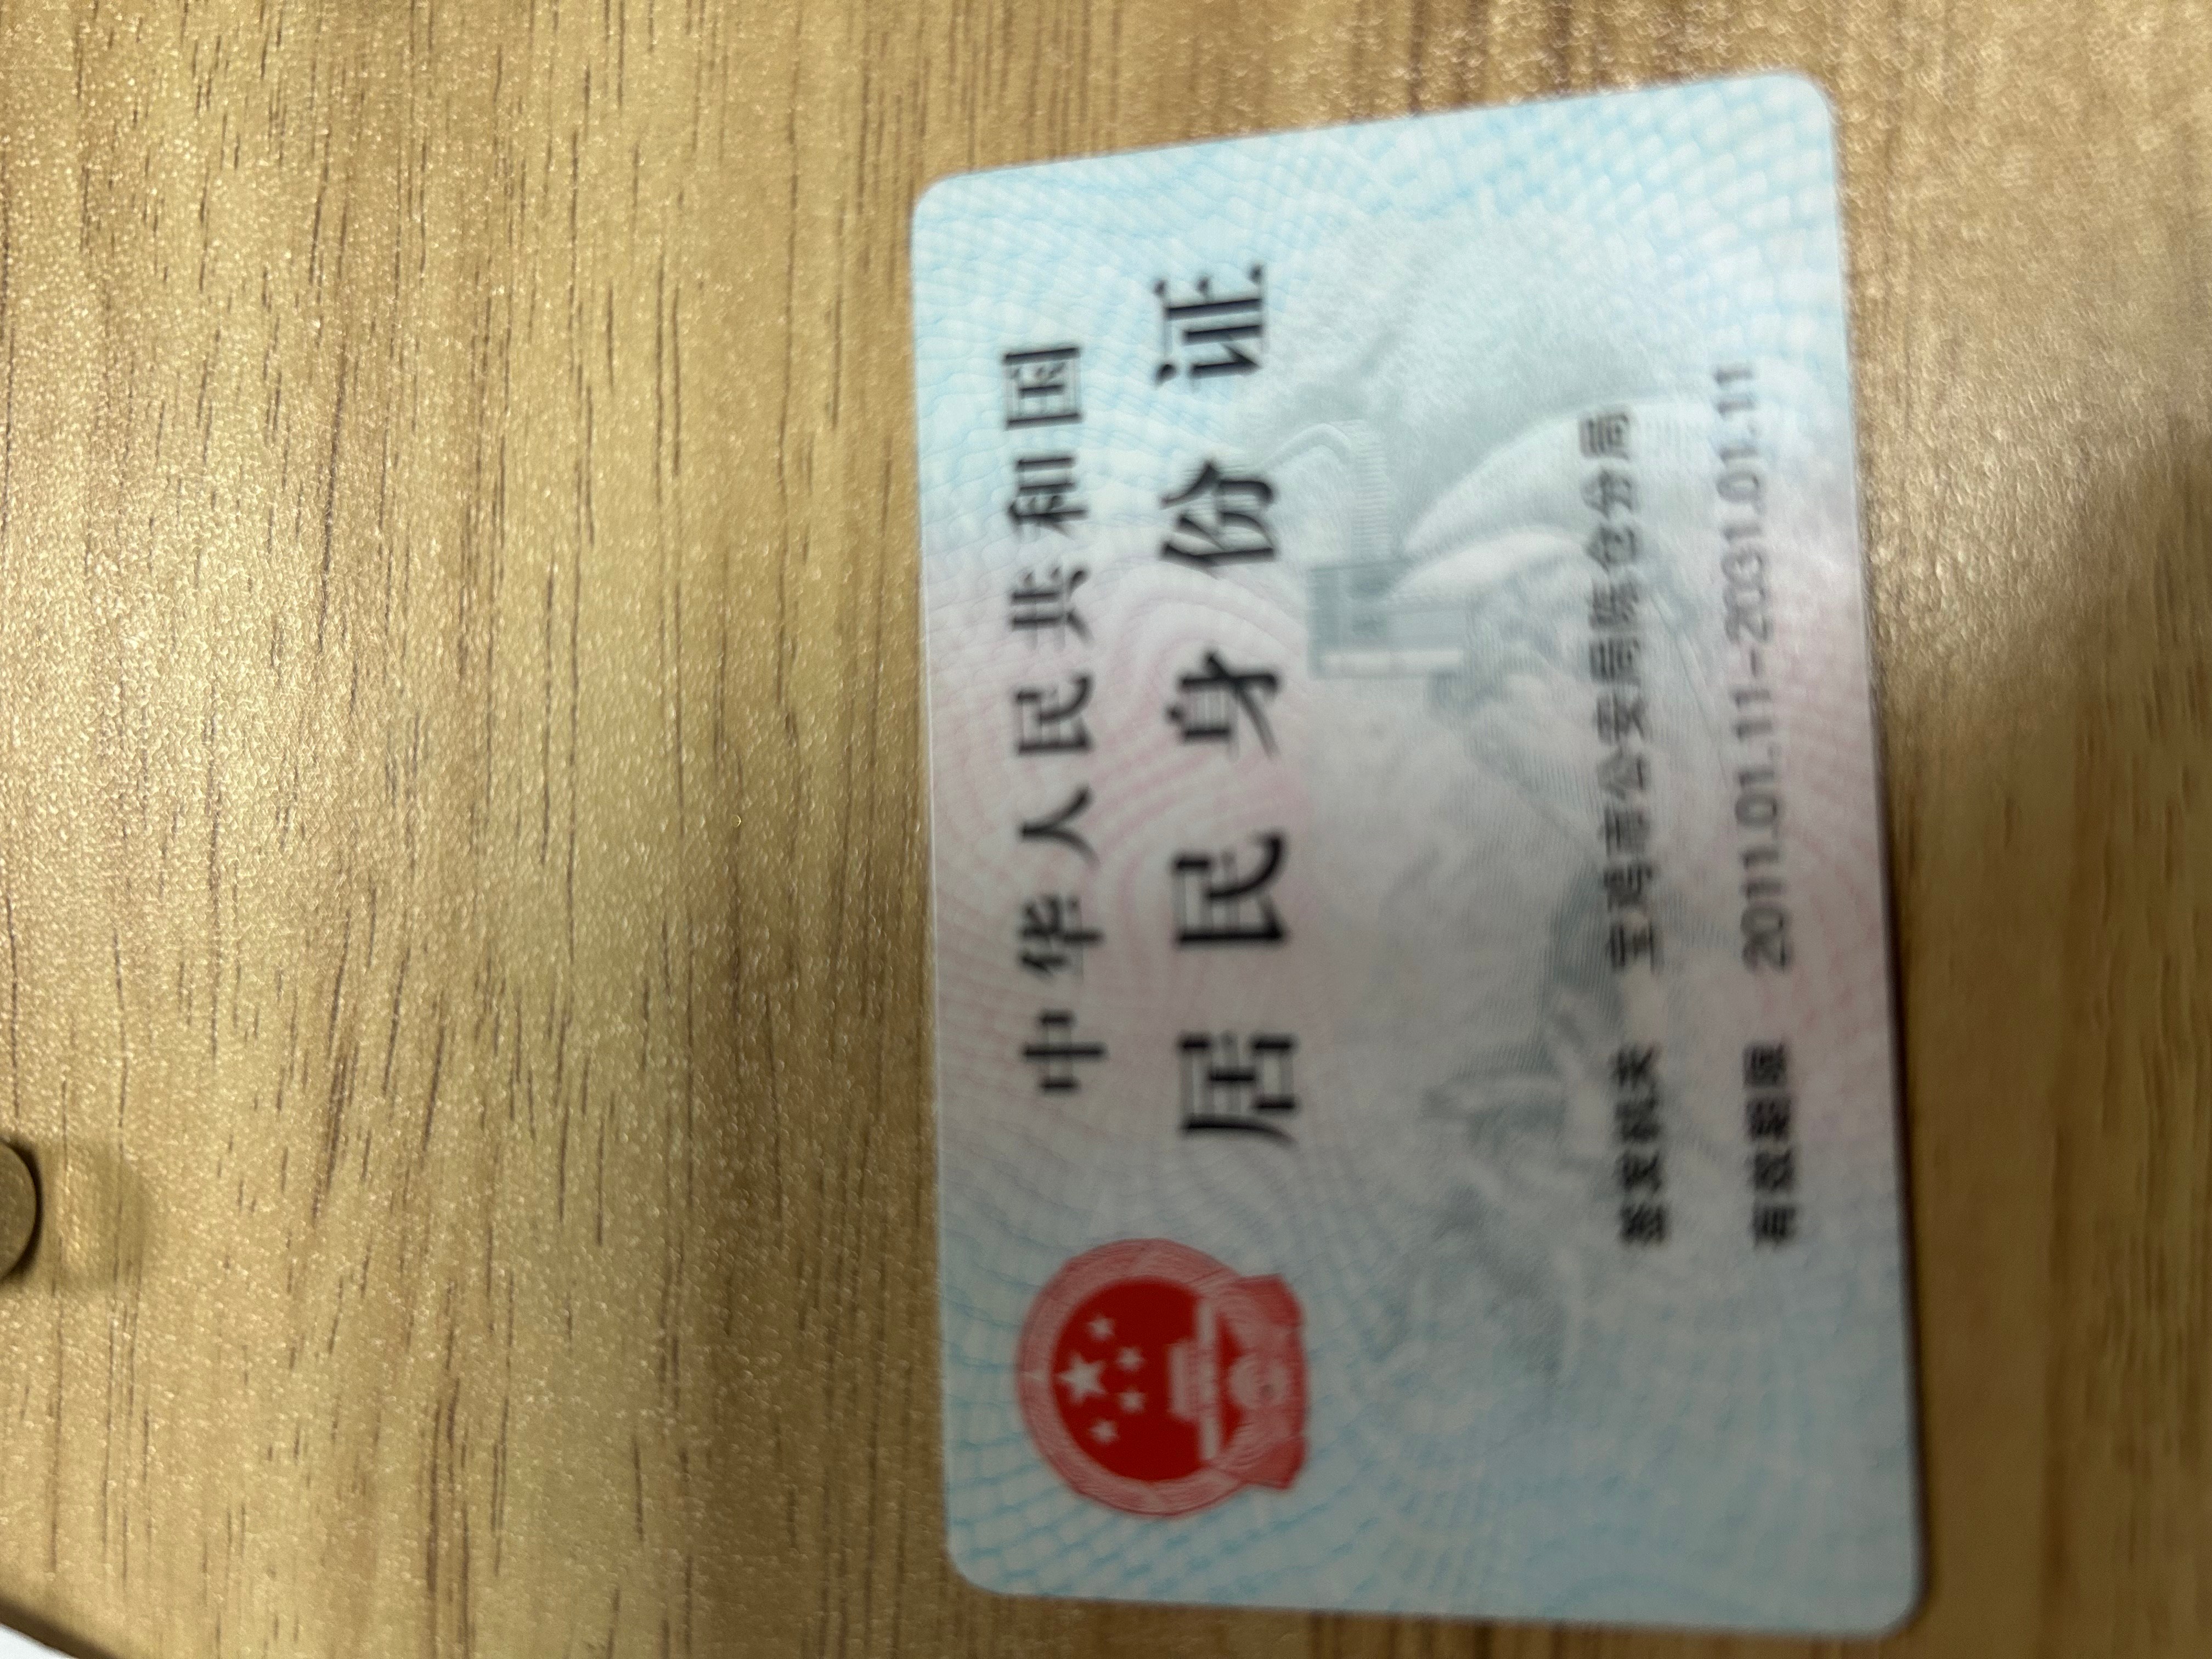 中华人民共和国
居民身份证
签发机关 宝鸡市公安局陈仓分局
有效期限 2011.01.11-2031.01.11